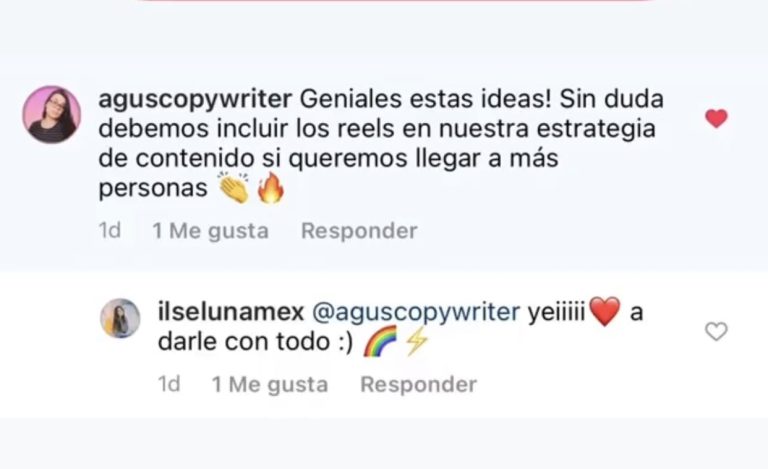 aguscopywriter Geniales estas ideas! Sin duda
debemos incluir los reels en nuestra estrategia
de contenido si queremos llegar a más
personas 👏🔥
1d 1 Me gusta Responder
ilselunamex @aguscopywriter yeiiiii❤️ a
darle con todo :) 🌈⚡
1d 1 Me gusta Responder